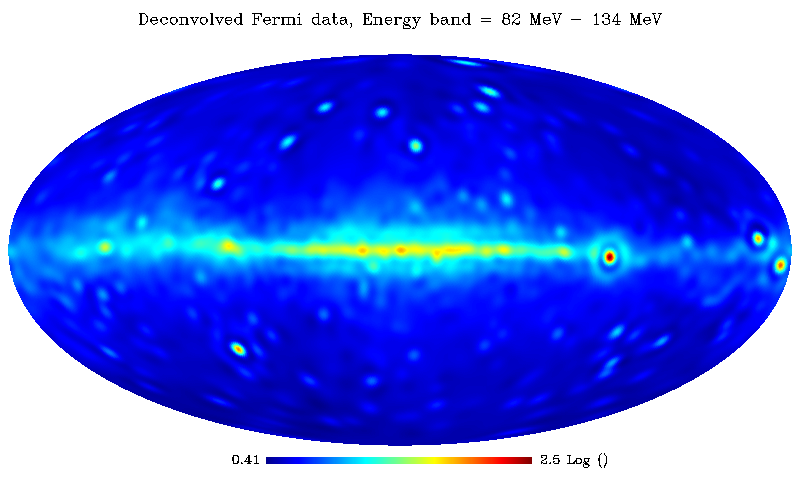 Deconvolved Fermi data, Energy band = 82 MeV - 134 MeV
0.41 2.5 Log ()